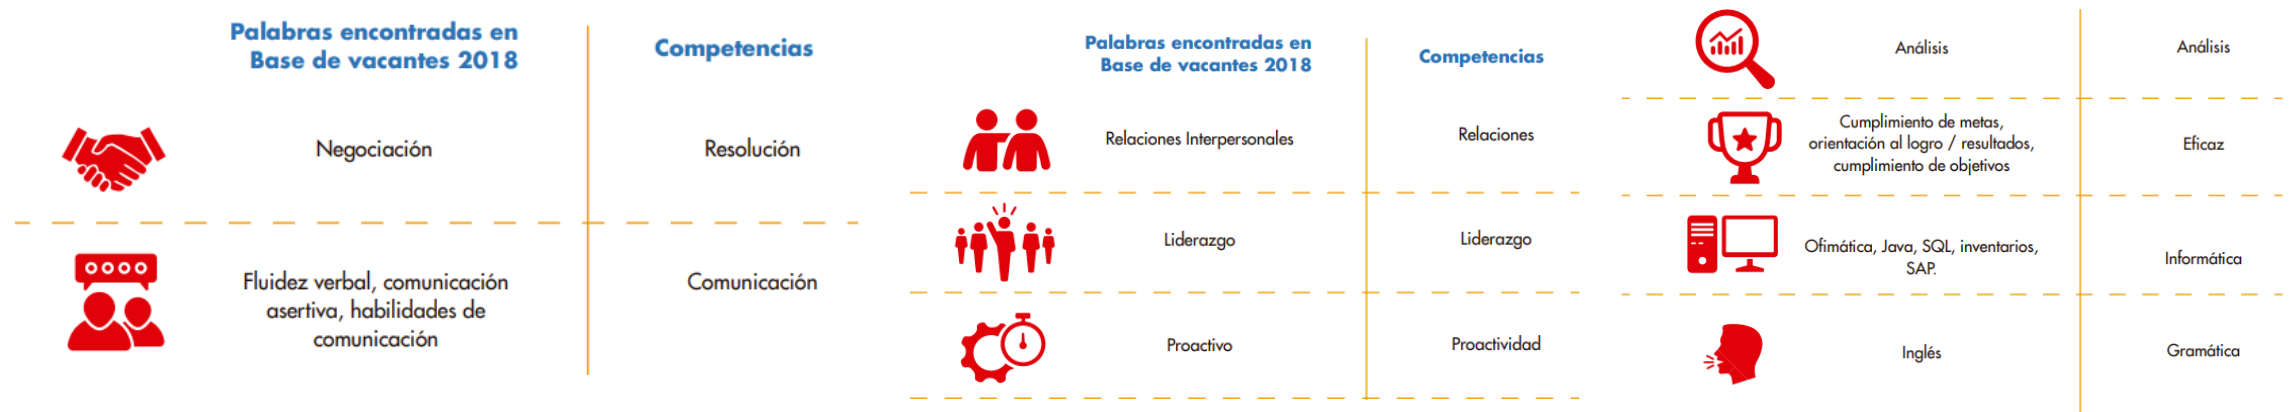 Palabras encontradas en
Base de vacantes 2018
Competencias
Negociación
Resolución
Fluidez verbal, comunicación
asertiva, habilidades de
comunicación
Comunicación
Palabras encontradas en
Base de vacantes 2018
Competencias
Relaciones Interpersonales
Relaciones
Liderazgo
Liderazgo
Proactivo
Proactividad
Análisis
Análisis
Cumplimiento de metas,
orientación al logro / resultados,
cumplimiento de objetivos
Eficaz
Ofimática, Java, SQL, inventarios,
SAP.
Informática
Inglés
Gramática